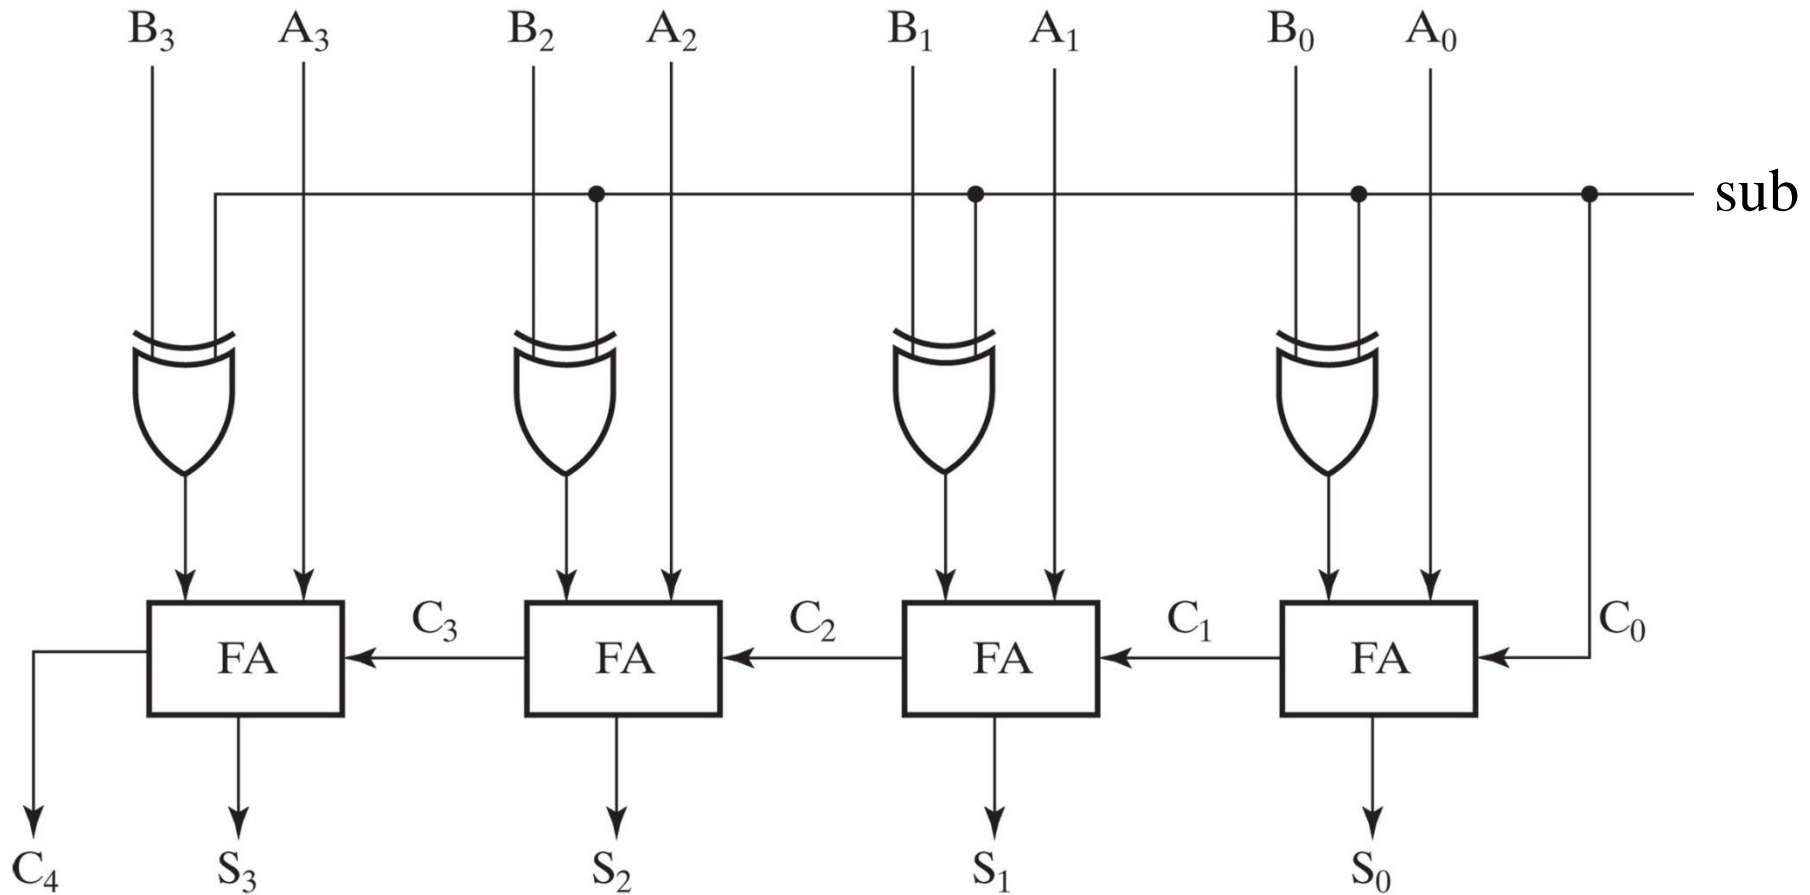 B₃ A₃ B₂ A₂ B₁ A₁ B₀ A₀
sub
C₃ C₂ C₁ C₀
FA FA FA FA
C₄ S₃ S₂ S₁ S₀